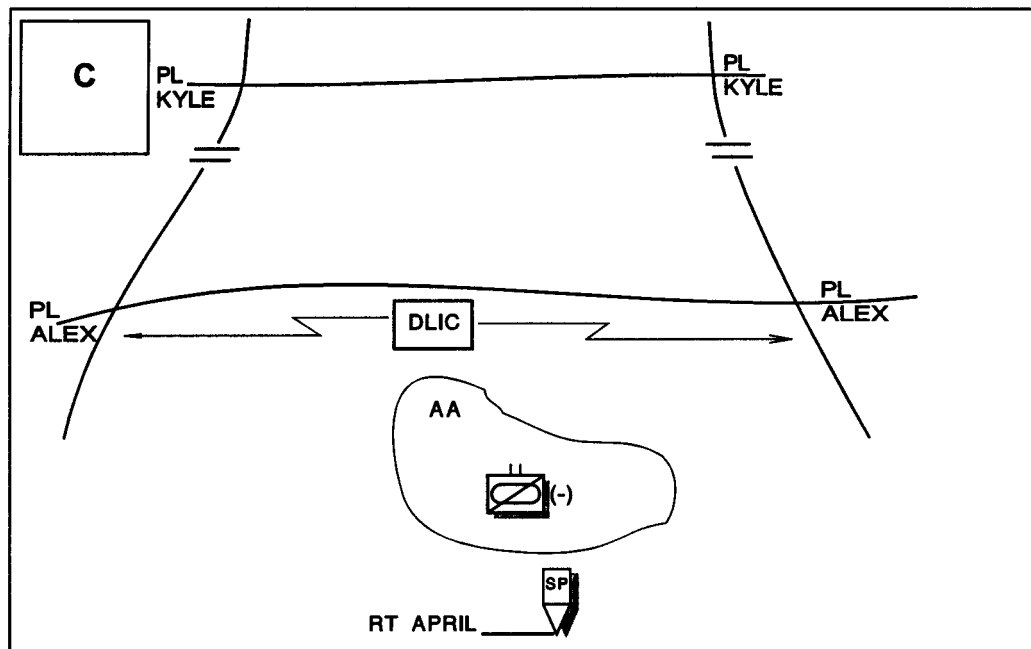 C
PL
KYLE
PL
KYLE
PL
ALEX
DLIC
PL
ALEX
AA
(-)
SP
RT APRIL